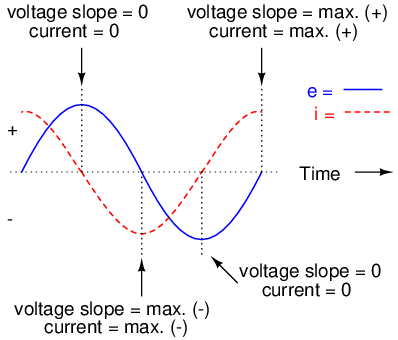 voltage slope = 0
current = 0
voltage slope = max. (+)
current = max. (+)
e =
i =
+
Time
-
voltage slope = 0
current = 0
voltage slope = max. (-)
current = max. (-)